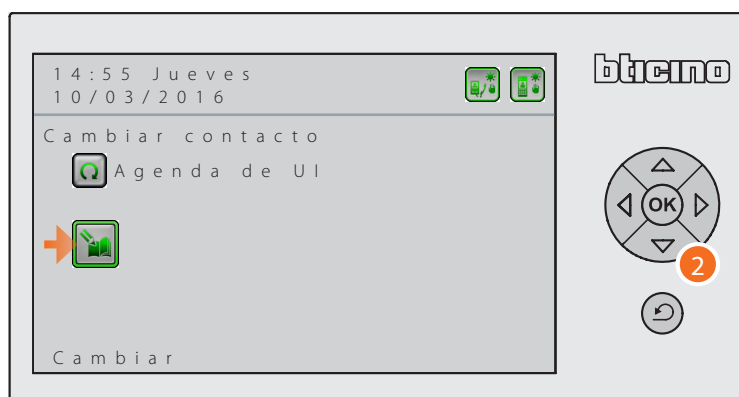 14:55 Jueves
10/03/2016
bticino
Cambiar contacto
Agenda de UI
OK
2
Cambiar